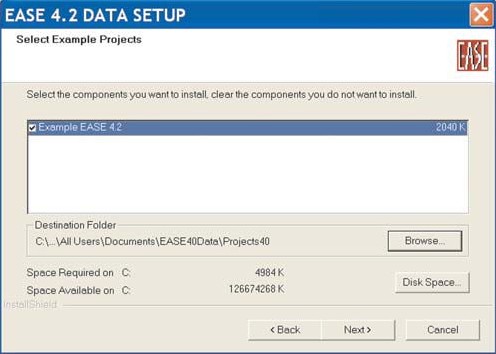 EASE 4.2 DATA SETUP
Select Example Projects
EASE
Select the components you want to install, clear the components you do not want to install.
Example EASE 4.2 2040 K
Destination Folder
C:\...\All Users\Documents\EASE40Data\Projects40
Browse...
Space Required on C: 4984 K
Space Available on C: 126674268 K
Disk Space...
InstallShield
< Back Next > Cancel